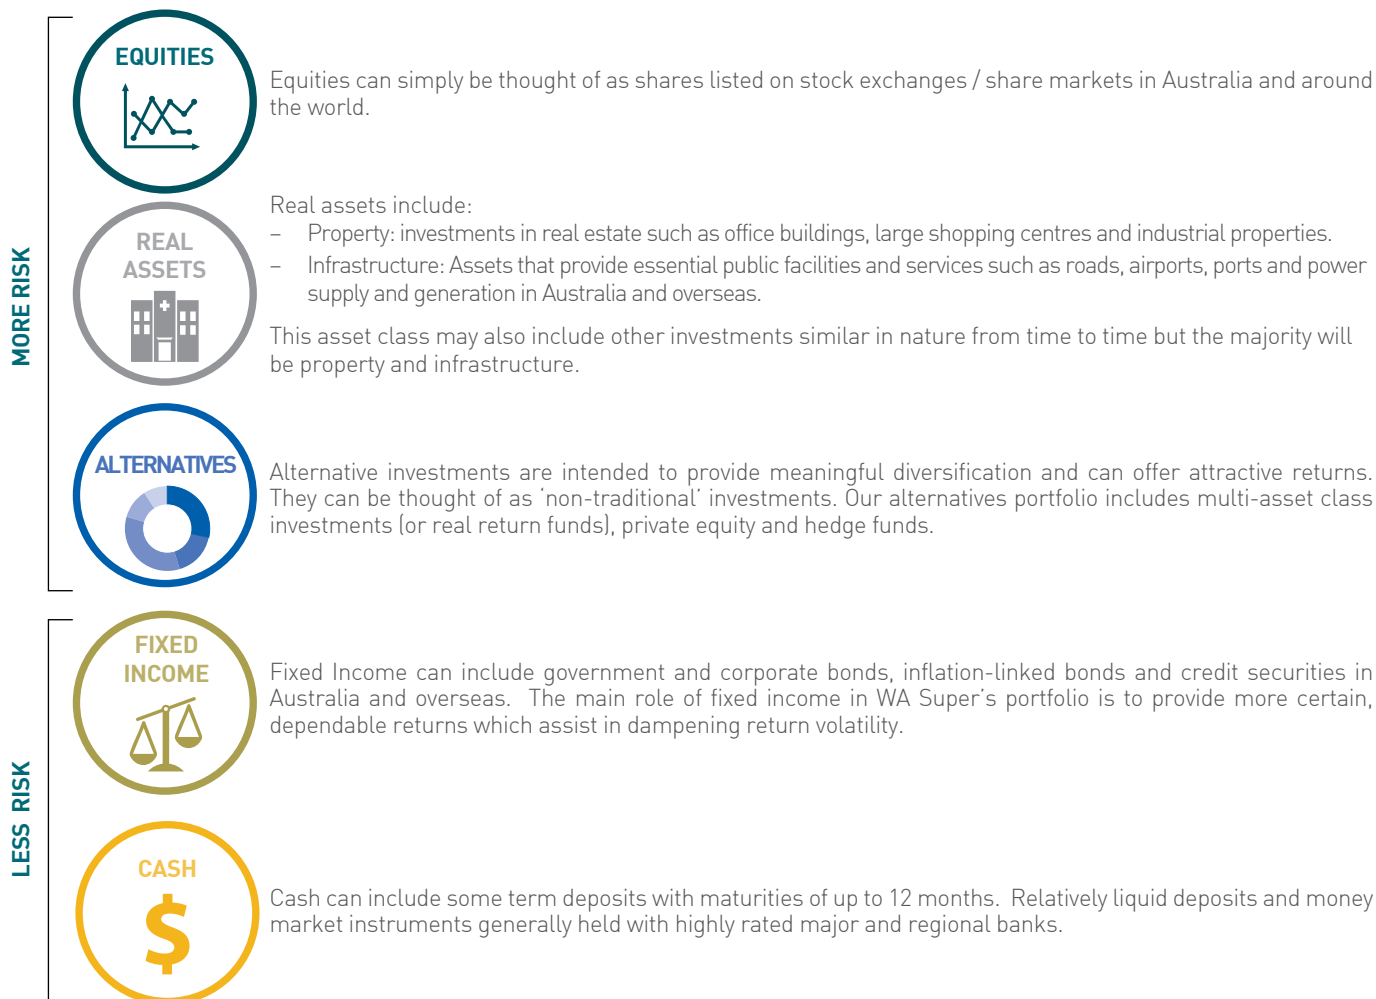 MORE RISK
EQUITIES
Equities can simply be thought of as shares listed on stock exchanges / share markets in Australia and around
the world.
REAL
ASSETS
Real assets include:
– Property: investments in real estate such as office buildings, large shopping centres and industrial properties.
– Infrastructure: Assets that provide essential public facilities and services such as roads, airports, ports and power
supply and generation in Australia and overseas.
This asset class may also include other investments similar in nature from time to time but the majority will
be property and infrastructure.
ALTERNATIVES
Alternative investments are intended to provide meaningful diversification and can offer attractive returns.
They can be thought of as ‘non-traditional’ investments. Our alternatives portfolio includes multi-asset class
investments (or real return funds), private equity and hedge funds.
LESS RISK
FIXED
INCOME
Fixed Income can include government and corporate bonds, inflation-linked bonds and credit securities in
Australia and overseas. The main role of fixed income in WA Super’s portfolio is to provide more certain,
dependable returns which assist in dampening return volatility.
CASH
$
Cash can include some term deposits with maturities of up to 12 months. Relatively liquid deposits and money
market instruments generally held with highly rated major and regional banks.